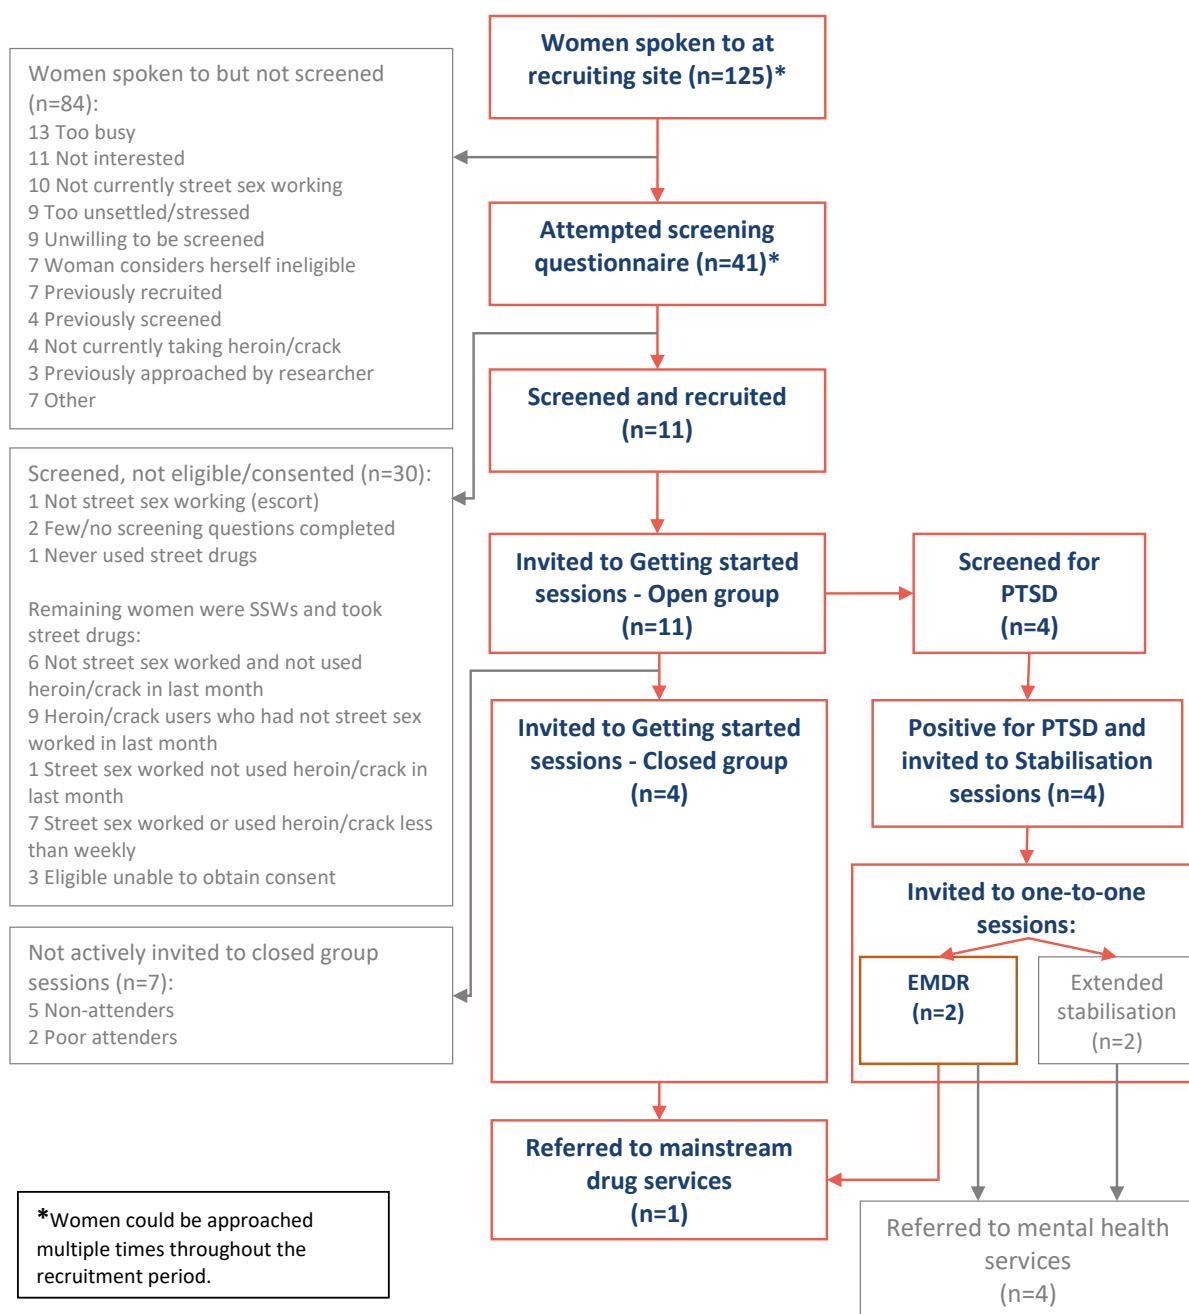 Women spoken to at
recruiting site (n=125)*
Women spoken to but not screened
(n=84):
13 Too busy
11 Not interested
10 Not currently street sex working
9 Too unsettled/stressed
9 Unwilling to be screened
7 Woman considers herself ineligible
7 Previously recruited
4 Previously screened
4 Not currently taking heroin/crack
3 Previously approached by researcher
7 Other
Attempted screening
questionnaire (n=41)*
Screened and recruited
(n=11)
Screened, not eligible/consented (n=30):
1 Not street sex working (escort)
2 Few/no screening questions completed
1 Never used street drugs
Remaining women were SSWs and took
street drugs:
6 Not street sex worked and not used
heroin/crack in last month
9 Heroin/crack users who had not street sex
worked in last month
1 Street sex worked not used heroin/crack in
last month
7 Street sex worked or used heroin/crack less
than weekly
3 Eligible unable to obtain consent
Invited to Getting started
sessions - Open group
(n=11)
Screened for
PTSD
(n=4)
Invited to Getting started
sessions - Closed group
(n=4)
Positive for PTSD and
invited to Stabilisation
sessions (n=4)
Not actively invited to closed group
sessions (n=7):
5 Non-attenders
2 Poor attenders
Invited to one-to-one
sessions:
EMDR
(n=2)
Extended
stabilisation
(n=2)
Referred to mainstream
drug services
(n=1)
Referred to mental health
services
(n=4)
*Women could be approached
multiple times throughout the
recruitment period.